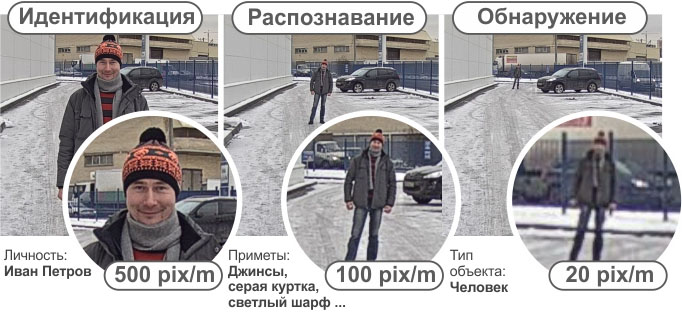 Идентификация
Распознавание
Обнаружение
Личность:
Иван Петров
500 pix/m
Приметы:
Джинсы,
серая куртка,
светлый шарф ...
100 pix/m
Тип
объекта:
Человек
20 pix/m